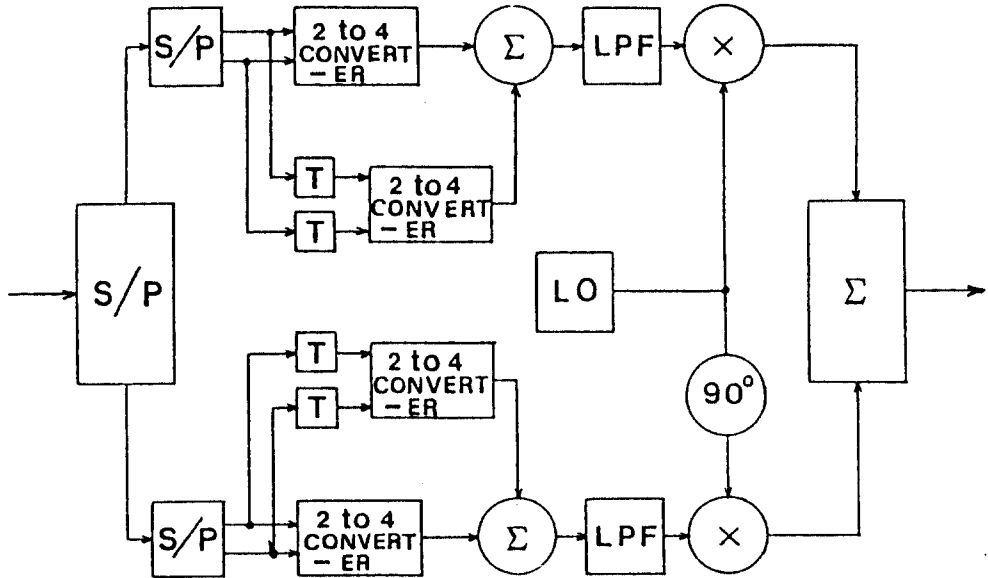 S/P
2 to 4
CONVERT
- ER
Σ
LPF
×
T
2 to 4
CONVERT
- ER
T
S/P
LO
Σ
T
2 to 4
CONVERT
- ER
T
90°
S/P
2 to 4
CONVERT
- ER
Σ
LPF
×